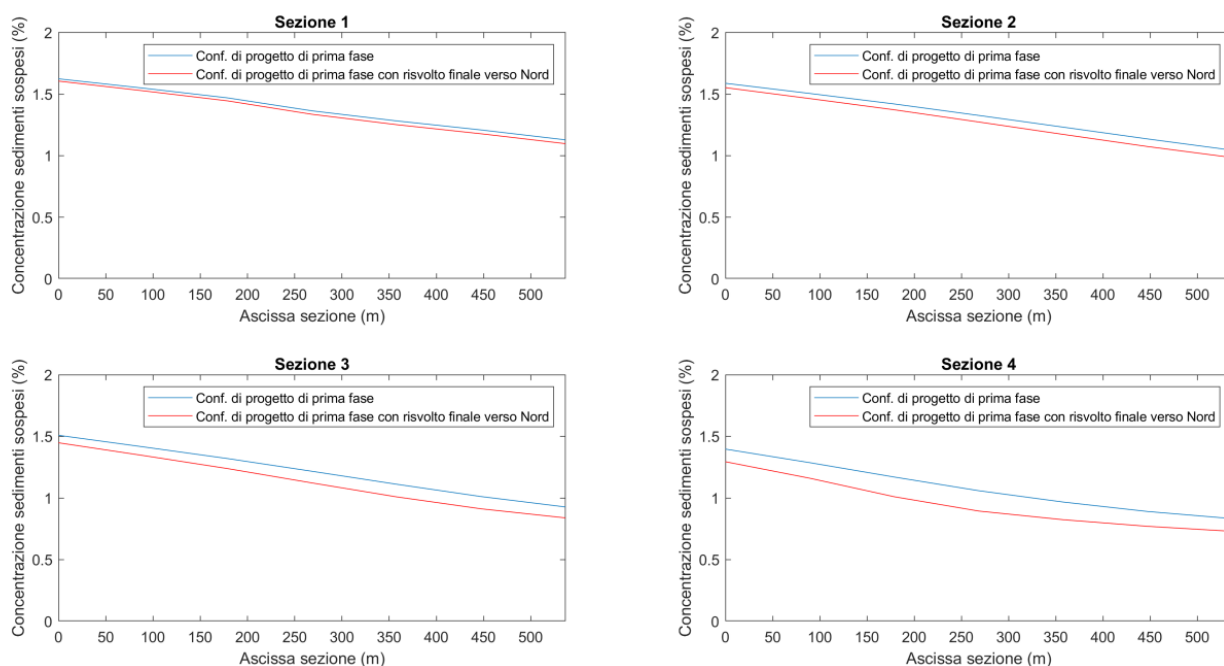 Sezione 1
Concentrazione sedimenti sospesi (%)
2
1.5
1
0.5
0
Conf. di progetto di prima fase
Conf. di progetto di prima fase con risvolto finale verso Nord
0 50 100 150 200 250 300 350 400 450 500
Ascissa sezione (m)
Sezione 2
Concentrazione sedimenti sospesi (%)
2
1.5
1
0.5
0
Conf. di progetto di prima fase
Conf. di progetto di prima fase con risvolto finale verso Nord
0 50 100 150 200 250 300 350 400 450 500
Ascissa sezione (m)
Sezione 3
Concentrazione sedimenti sospesi (%)
2
1.5
1
0.5
0
Conf. di progetto di prima fase
Conf. di progetto di prima fase con risvolto finale verso Nord
0 50 100 150 200 250 300 350 400 450 500
Ascissa sezione (m)
Sezione 4
Concentrazione sedimenti sospesi (%)
2
1.5
1
0.5
0
Conf. di progetto di prima fase
Conf. di progetto di prima fase con risvolto finale verso Nord
0 50 100 150 200 250 300 350 400 450 500
Ascissa sezione (m)